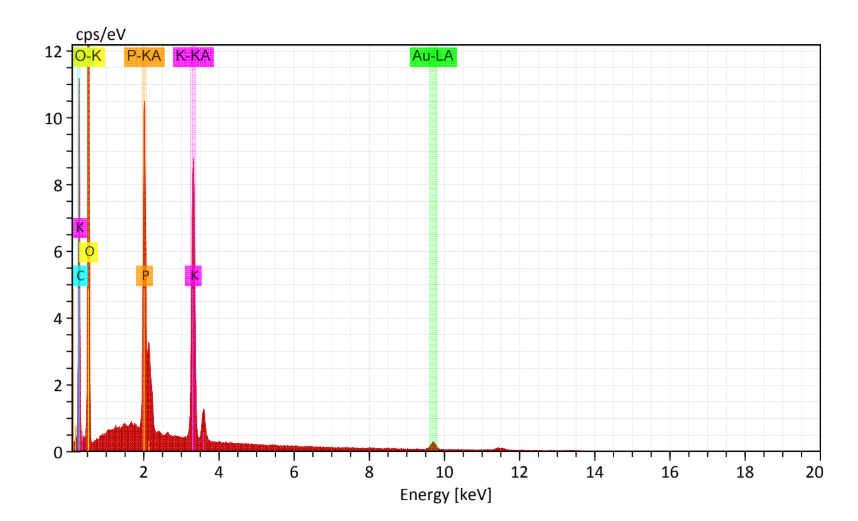 cps/eV
O-K P-KA K-KA Au-LA
12
10
8
K
6
O
C P K
4
2
0
2 4 6 8 10 12 14 16 18 20
Energy [keV]